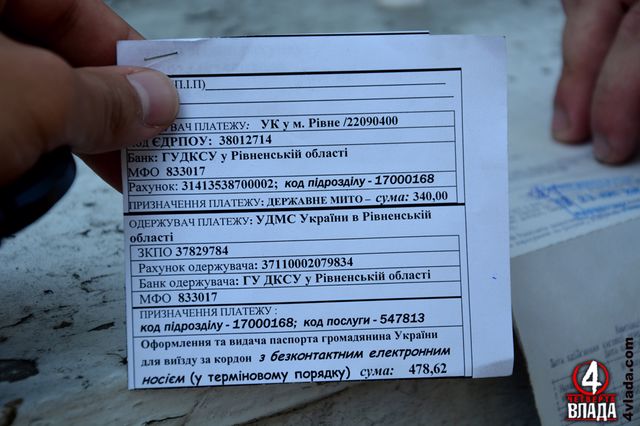 П.І.П)
УВАЧ ПЛАТЕЖУ: УК у м. Рівне /22090400
Код ЄДРПОУ: 38012714
Банк: ГУДКСУ у Рівненській області
МФО 833017
Рахунок: 31413538700002; код підрозділу - 17000168
ПРИЗНАЧЕННЯ ПЛАТЕЖУ: ДЕРЖАВНЕ МИТО – сума: 340,00
ОДЕРЖУВАЧ ПЛАТЕЖУ: УДМС України в Рівненській
області
ЗКПО 37829784
Рахунок одержувача: 37110002079834
Банк одержувача: ГУ ДКСУ у Рівненській області
МФО 833017
ПРИЗНАЧЕННЯ ПЛАТЕЖУ :
код підрозділу -17000168; код послуги - 547813
Оформлення та видача паспорта громадянина України
для виїзду за кордон з безконтактним електронним
носієм (у терміновому порядку) сума: 478,62
4
ЧЕТВЕРТА
ВЛАДА
4vlada.com